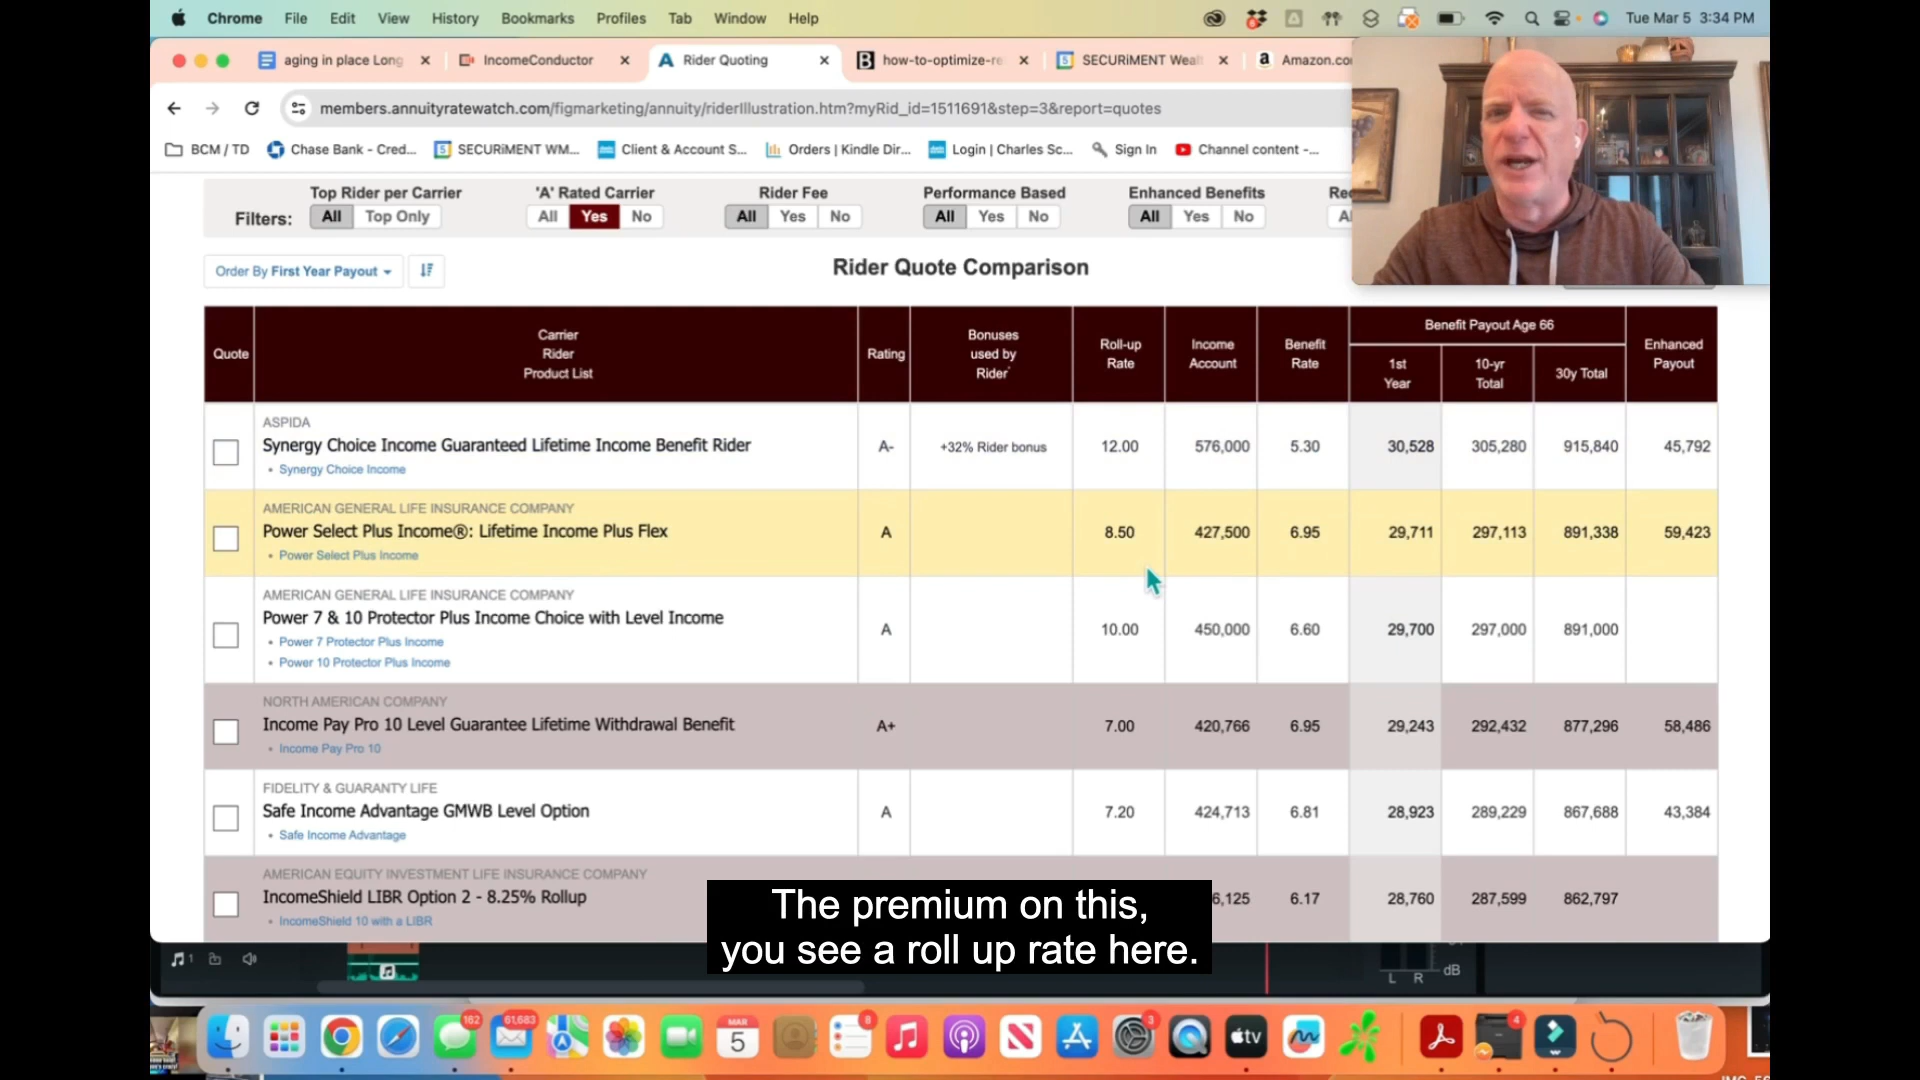 Chrome File Edit View History Bookmarks Profiles Tab Window Help
Tue Mar 5 3:34 PM
aging in place Long
IncomeConductor
Rider Quoting
how-to-optimize-re
SECURiMENT Weal
Amazon.co
members.annuityratewatch.com/figmarketing/annuity/riderIllustration.htm?myRid_id=1511691&step=3&report=quotes
BCM / TD
Chase Bank - Cred...
SECURiMENT WM...
Client & Account S...
Orders | Kindle Dir...
Login | Charles Sc...
Sign In
Channel content -...
Filters:
Top Rider per Carrier
All Top Only
'A' Rated Carrier
All Yes No
Rider Fee
All Yes No
Performance Based
All Yes No
Enhanced Benefits
All Yes No
Order By First Year Payout
Rider Quote Comparison
Quote
Carrier
Rider
Product List
Rating
Bonuses
used by
Rider*
Roll-up
Rate
Income
Account
Benefit
Rate
Benefit Payout Age 66
1st
Year
10-yr
Total
30y Total
Enhanced
Payout
ASPIDA
Synergy Choice Income Guaranteed Lifetime Income Benefit Rider
Synergy Choice Income
A- +32% Rider bonus 12.00 576,000 5.30 30,528 305,280 915,840 45,792
AMERICAN GENERAL LIFE INSURANCE COMPANY
Power Select Plus Income®: Lifetime Income Plus Flex
Power Select Plus Income
A 8.50 427,500 6.95 29,711 297,113 891,338 59,423
AMERICAN GENERAL LIFE INSURANCE COMPANY
Power 7 & 10 Protector Plus Income Choice with Level Income
Power 7 Protector Plus Income
Power 10 Protector Plus Income
A 10.00 450,000 6.60 29,700 297,000 891,000
NORTH AMERICAN COMPANY
Income Pay Pro 10 Level Guarantee Lifetime Withdrawal Benefit
Income Pay Pro 10
A+ 7.00 420,766 6.95 29,243 292,432 877,296 58,486
FIDELITY & GUARANTY LIFE
Safe Income Advantage GMWB Level Option
Safe Income Advantage
A 7.20 424,713 6.81 28,923 289,229 867,688 43,384
AMERICAN EQUITY INVESTMENT LIFE INSURANCE COMPANY
IncomeShield LIBR Option 2 - 8.25% Rollup
IncomeShield 10 with a LIBR
6,125 6.17 28,760 287,599 862,797
The premium on this,
you see a roll up rate here.
L R dB
162
61,683
MAR
5
8
3
tv
4